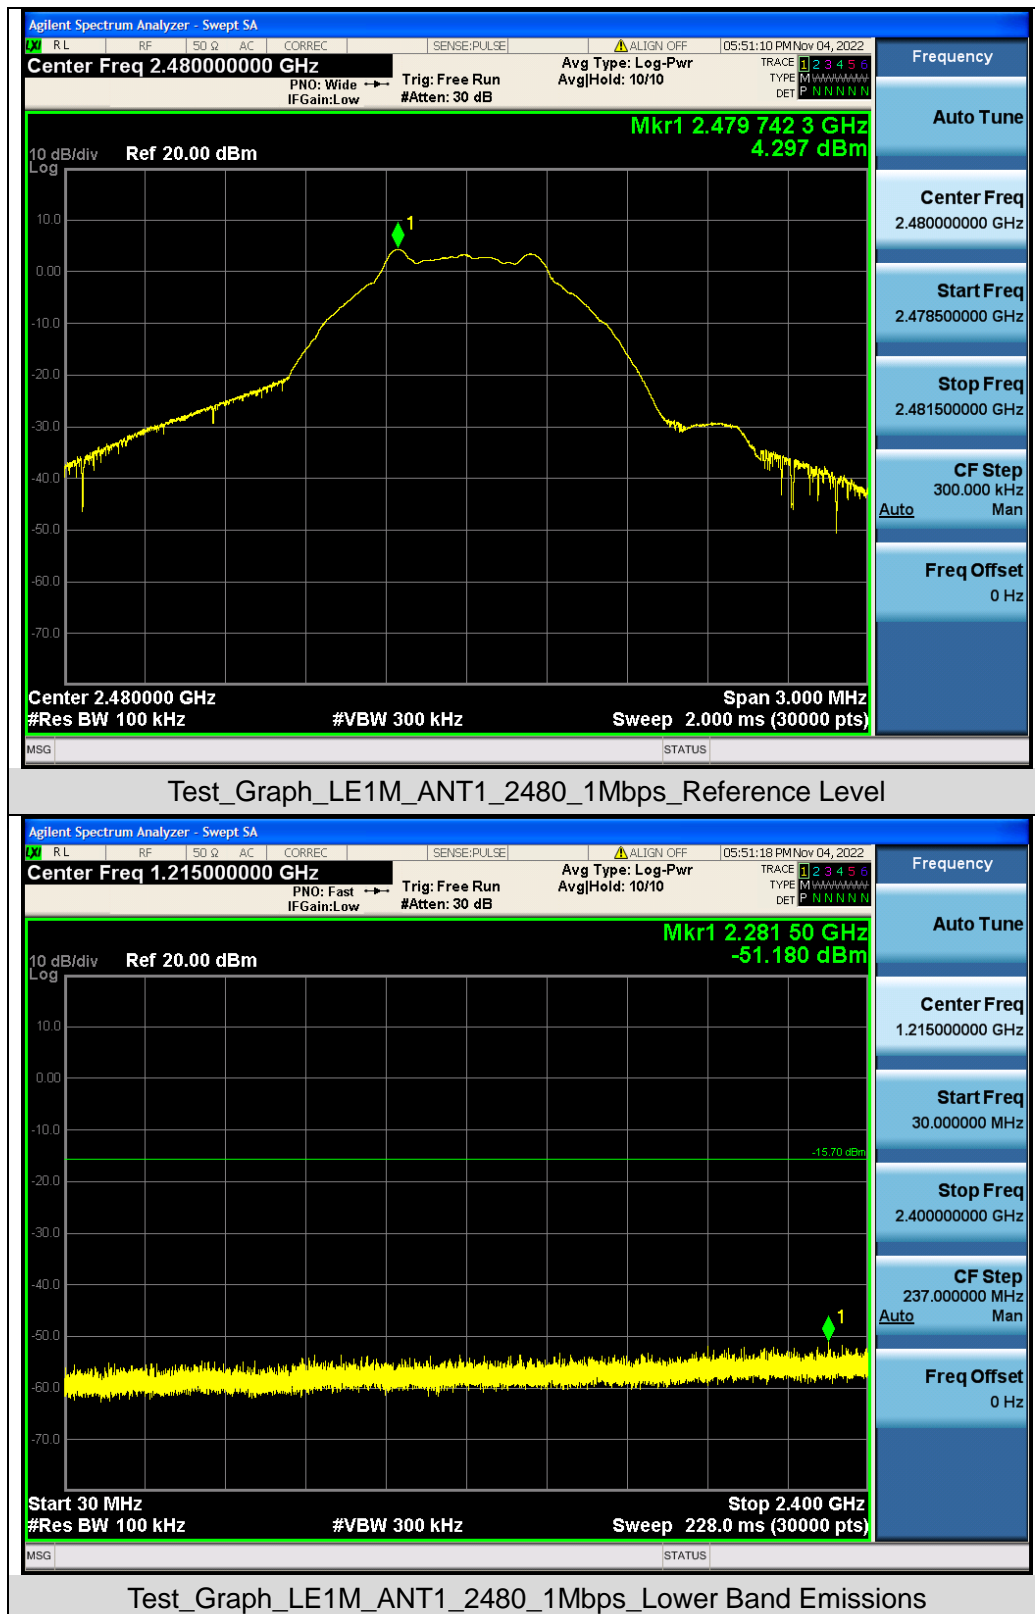 Agilent Spectrum Analyzer - Swept SA
LXI RL RF 50 Ω AC CORREC SENSE:PULSE ALIGN OFF 05:51:10 PM Nov 04, 2022
Center Freq 2.480000000 GHz
PNO: Wide
IFGain:Low
Trig: Free Run
#Atten: 30 dB
Avg Type: Log-Pwr
Avg|Hold: 10/10
TRACE 1 2 3 4 5 6
TYPE M
DET P N N N N N
Mkr1 2.479 742 3 GHz
4.297 dBm
10 dB/div
Log
Ref 20.00 dBm
1
10.0
0.00
-10.0
-20.0
-30.0
-40.0
-50.0
-60.0
-70.0
Center 2.480000 GHz
#Res BW 100 kHz
#VBW 300 kHz
Span 3.000 MHz
Sweep 2.000 ms (30000 pts)
MSG
STATUS
Frequency
Auto Tune
Center Freq
2.480000000 GHz
Start Freq
2.478500000 GHz
Stop Freq
2.481500000 GHz
CF Step
300.000 kHz
Auto Man
Freq Offset
0 Hz
Test_Graph_LE1M_ANT1_2480_1Mbps_Reference Level
Agilent Spectrum Analyzer - Swept SA
LXI RL RF 50 Ω AC CORREC SENSE:PULSE ALIGN OFF 05:51:18 PM Nov 04, 2022
Center Freq 1.215000000 GHz
PNO: Fast
IFGain:Low
Trig: Free Run
#Atten: 30 dB
Avg Type: Log-Pwr
Avg|Hold: 10/10
TRACE 1 2 3 4 5 6
TYPE M
DET P N N N N N
Mkr1 2.281 50 GHz
-51.180 dBm
10 dB/div
Log
Ref 20.00 dBm
10.0
0.00
-10.0
-15.70 dBm
-20.0
-30.0
-40.0
-50.0
1
-60.0
-70.0
Start 30 MHz
#Res BW 100 kHz
#VBW 300 kHz
Stop 2.400 GHz
Sweep 228.0 ms (30000 pts)
MSG
STATUS
Frequency
Auto Tune
Center Freq
1.215000000 GHz
Start Freq
30.000000 MHz
Stop Freq
2.400000000 GHz
CF Step
237.000000 MHz
Auto Man
Freq Offset
0 Hz
Test_Graph_LE1M_ANT1_2480_1Mbps_Lower Band Emissions